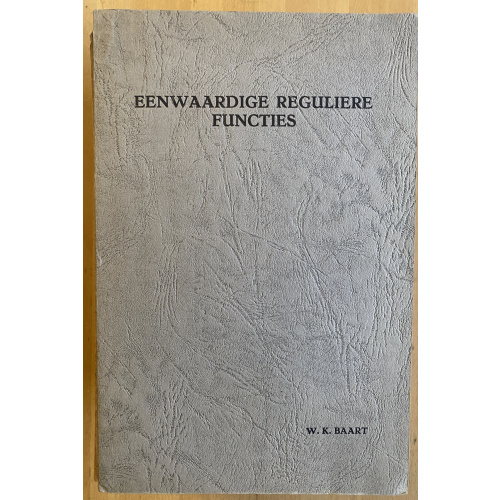 EENWAARDIGE REGULIERE
FUNCTIES
W. K. BAART